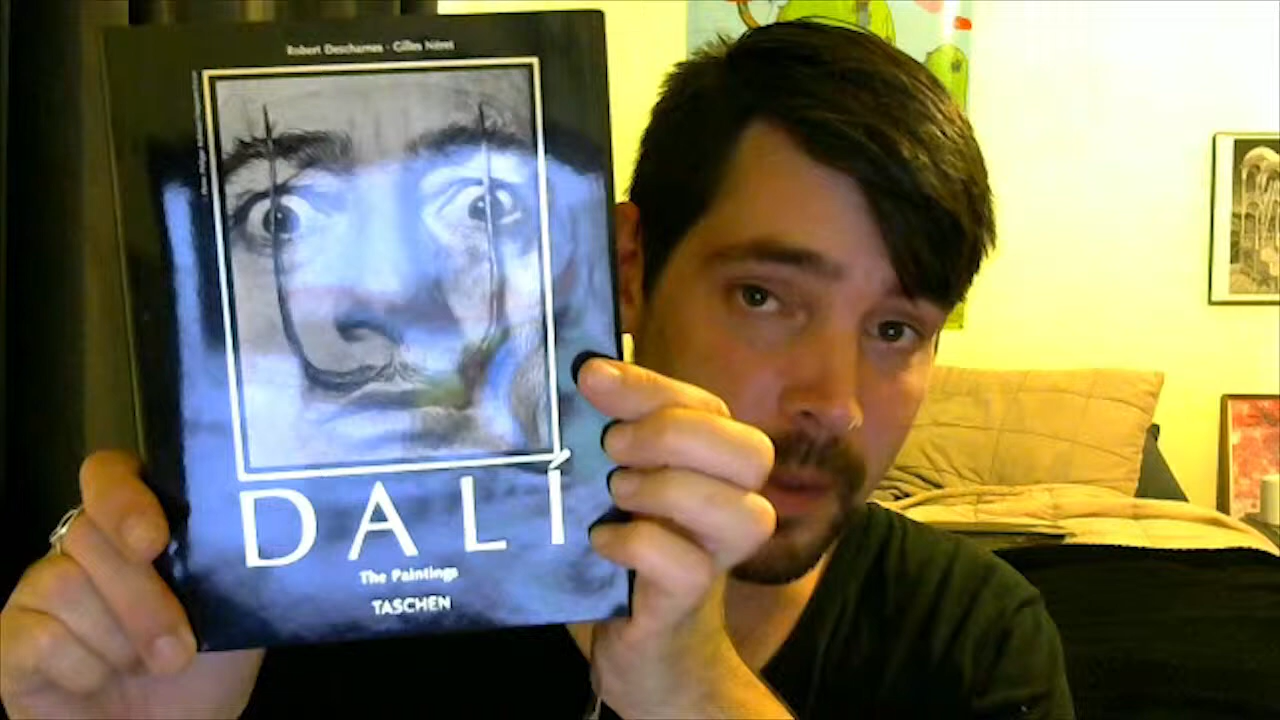 Robert Descharnes · Gilles Néret
DALÍ
The Paintings
TASCHEN